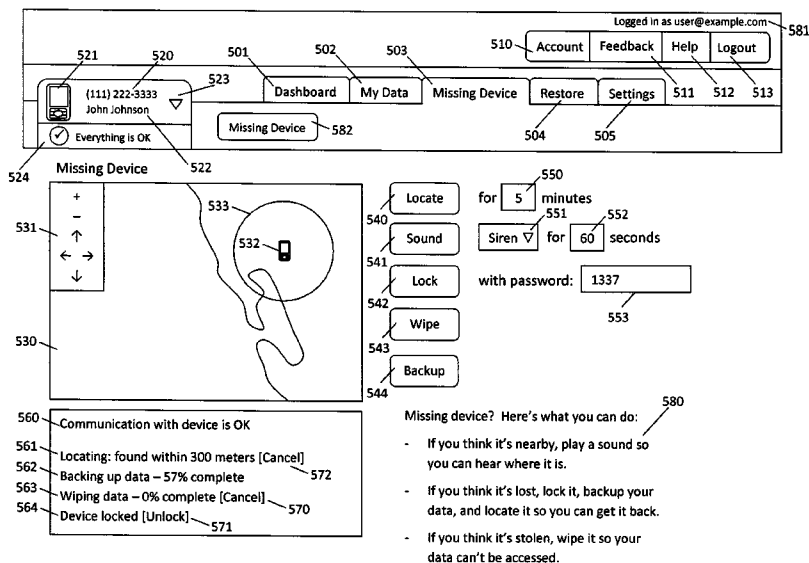 Logged in as user@example.com 581
510 Account Feedback Help Logout
511 512 513
521 520 501 502 503
(111) 222-3333 523
John Johnson ▽
Dashboard My Data Missing Device Restore Settings
Everything is OK
Missing Device 582 504 505
524 522
Missing Device
531 + − ↑ ← → ↓
533
532
530
540 Locate for 5 minutes 550
541 Sound Siren ▽ for 60 seconds 551 552
542 Lock with password: 1337 553
543 Wipe
544 Backup
560 Communication with device is OK
561 Locating: found within 300 meters [Cancel] 572
562 Backing up data – 57% complete
563 Wiping data – 0% complete [Cancel] 570
564 Device locked [Unlock] 571
Missing device? Here's what you can do: 580
- If you think it's nearby, play a sound so
you can hear where it is.
- If you think it's lost, lock it, backup your
data, and locate it so you can get it back.
- If you think it's stolen, wipe it so your
data can't be accessed.